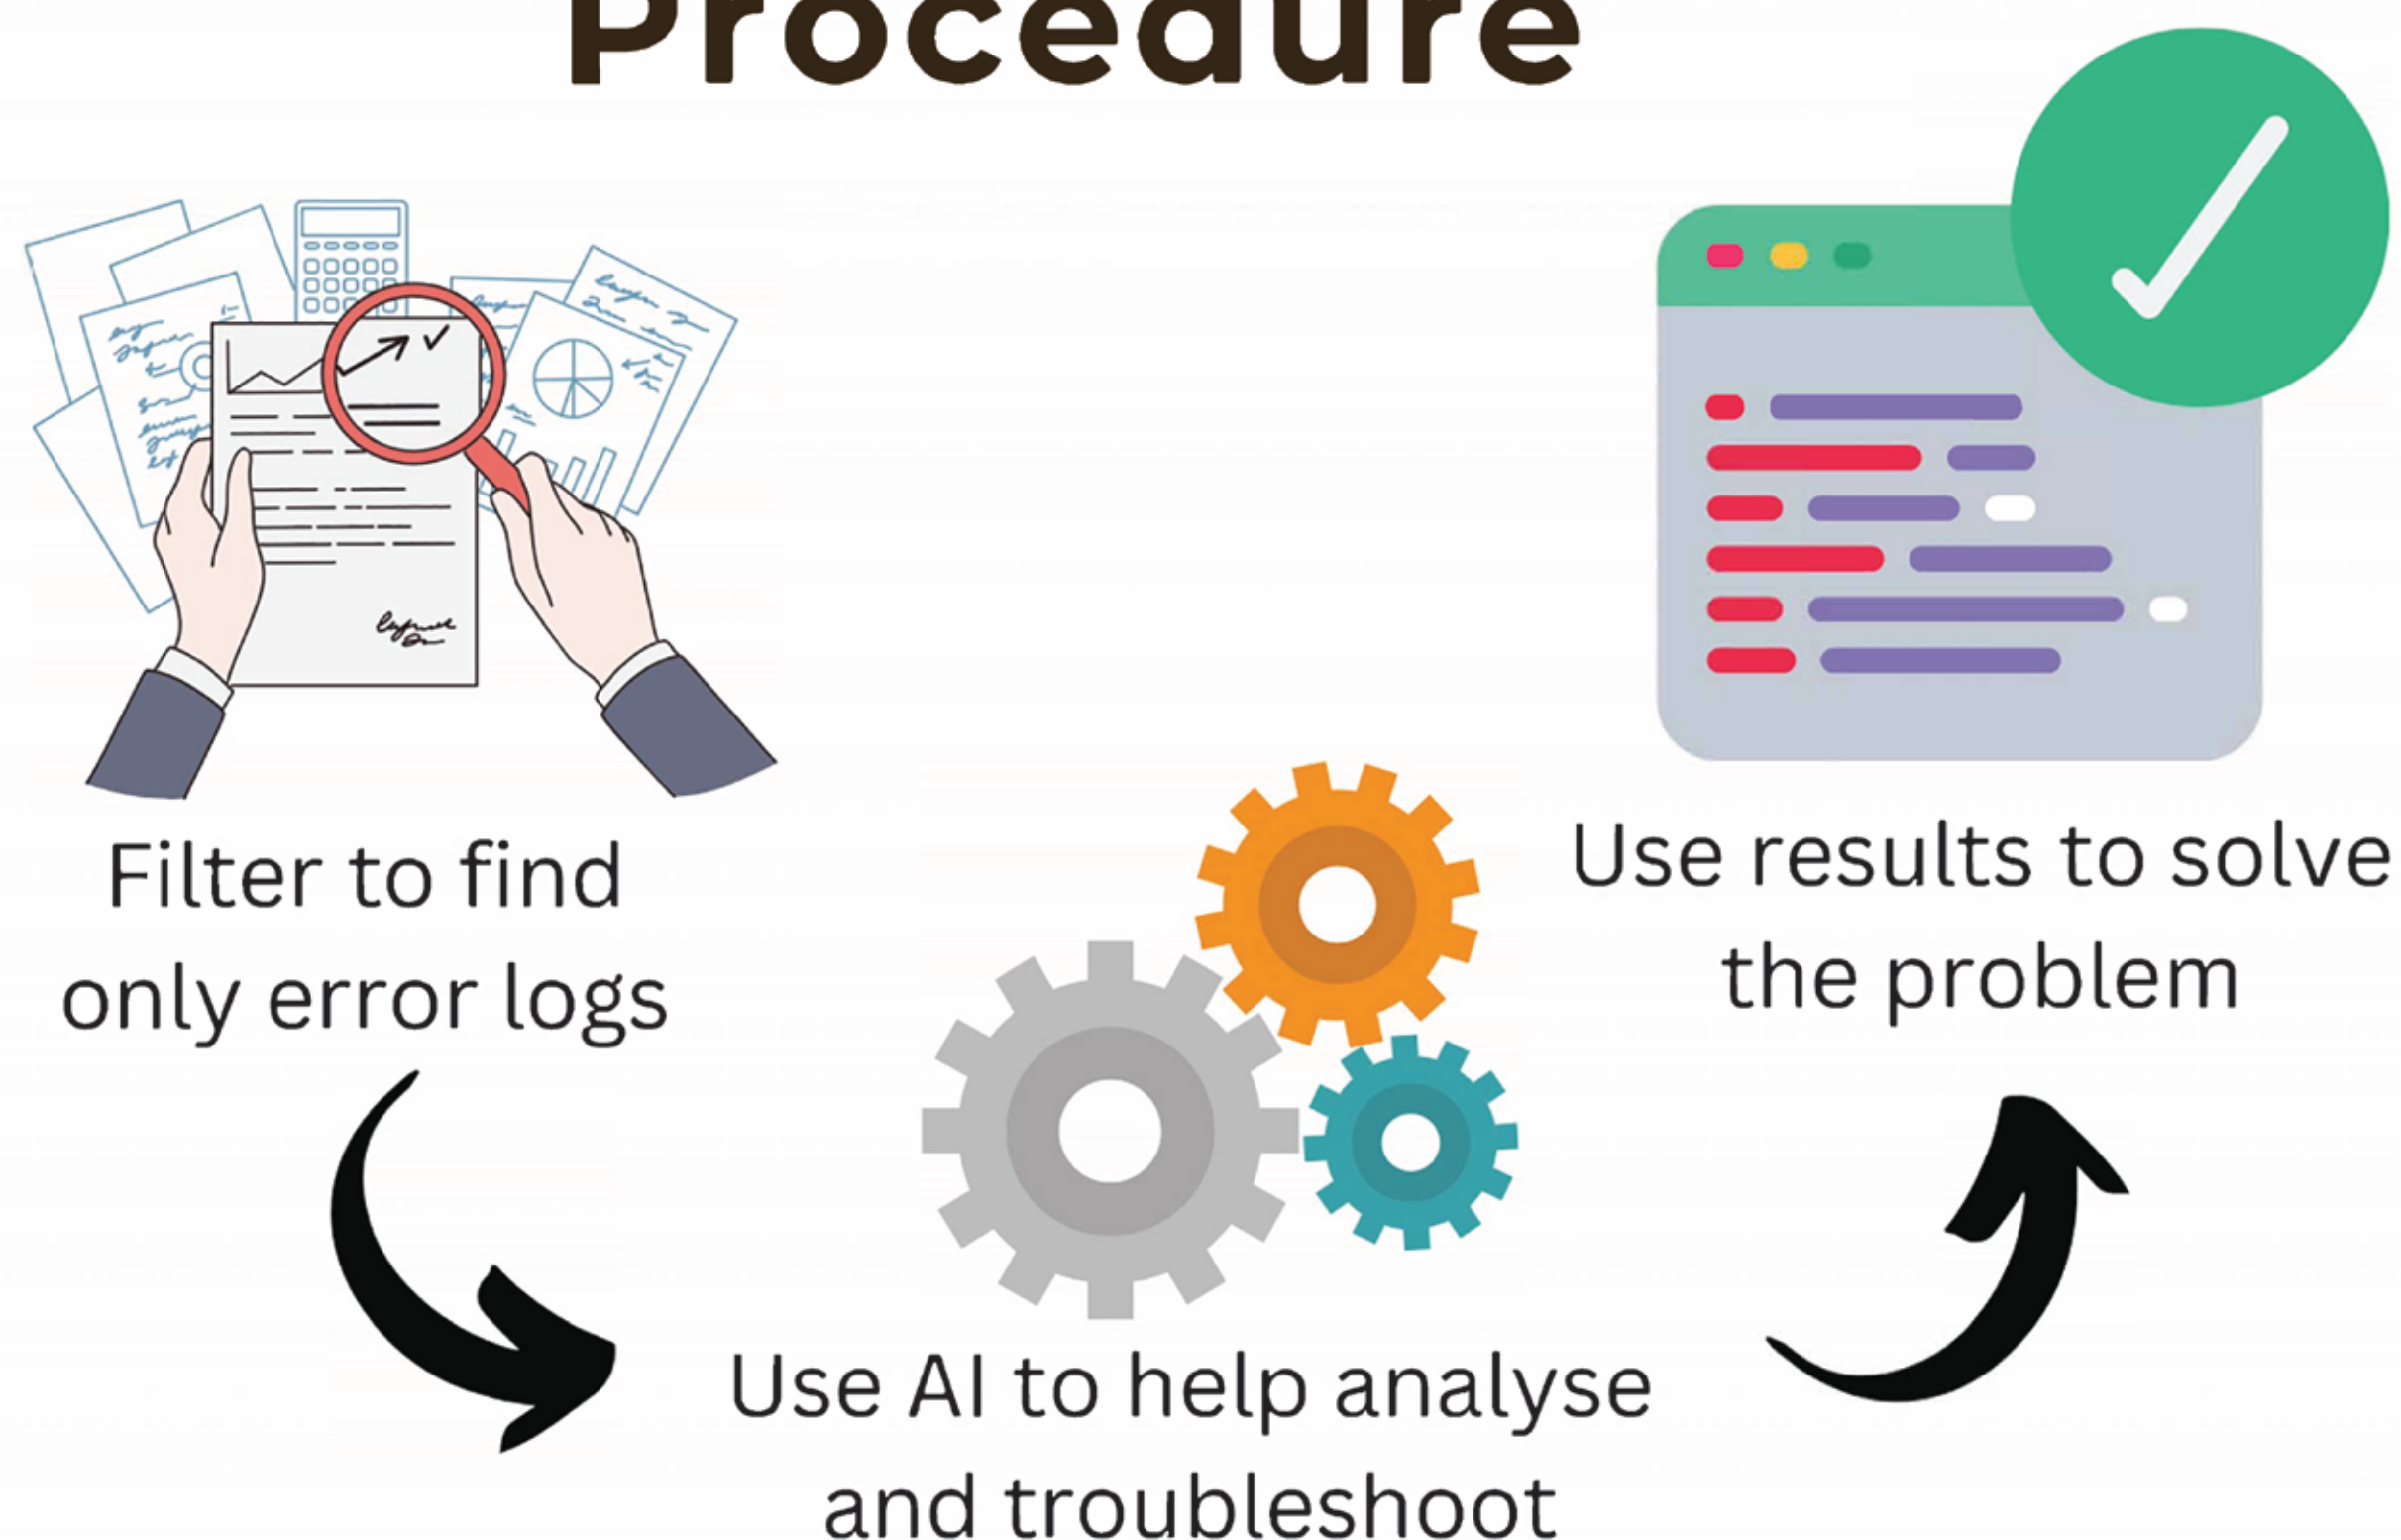 Procedure
Filter to find
only error logs
Use AI to help analyse
and troubleshoot
Use results to solve
the problem